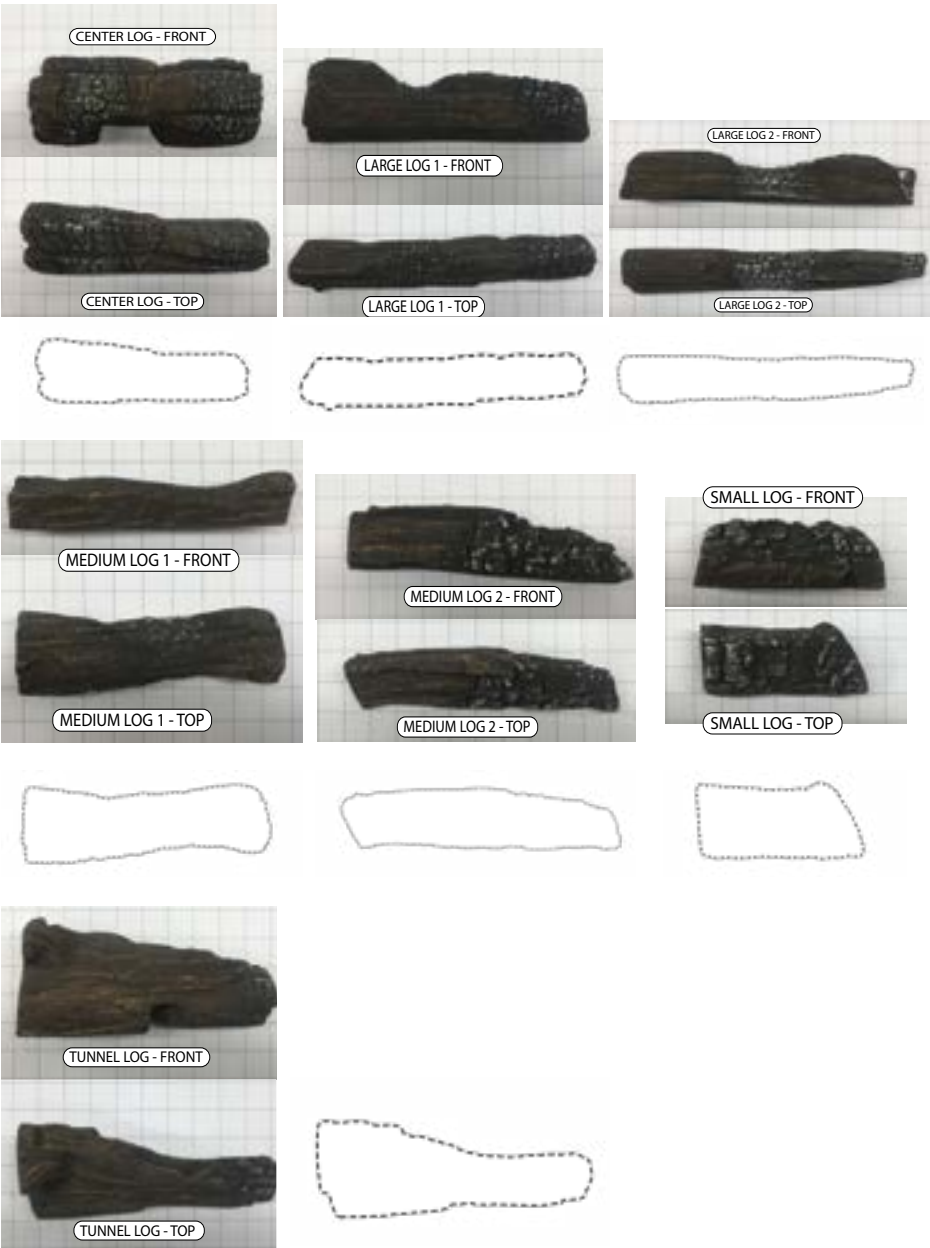 CENTER LOG - FRONT
CENTER LOG - TOP
LARGE LOG 1 - FRONT
LARGE LOG 1 - TOP
LARGE LOG 2 - FRONT
LARGE LOG 2 - TOP
MEDIUM LOG 1 - FRONT
MEDIUM LOG 1 - TOP
MEDIUM LOG 2 - FRONT
MEDIUM LOG 2 - TOP
SMALL LOG - FRONT
SMALL LOG - TOP
TUNNEL LOG - FRONT
TUNNEL LOG - TOP